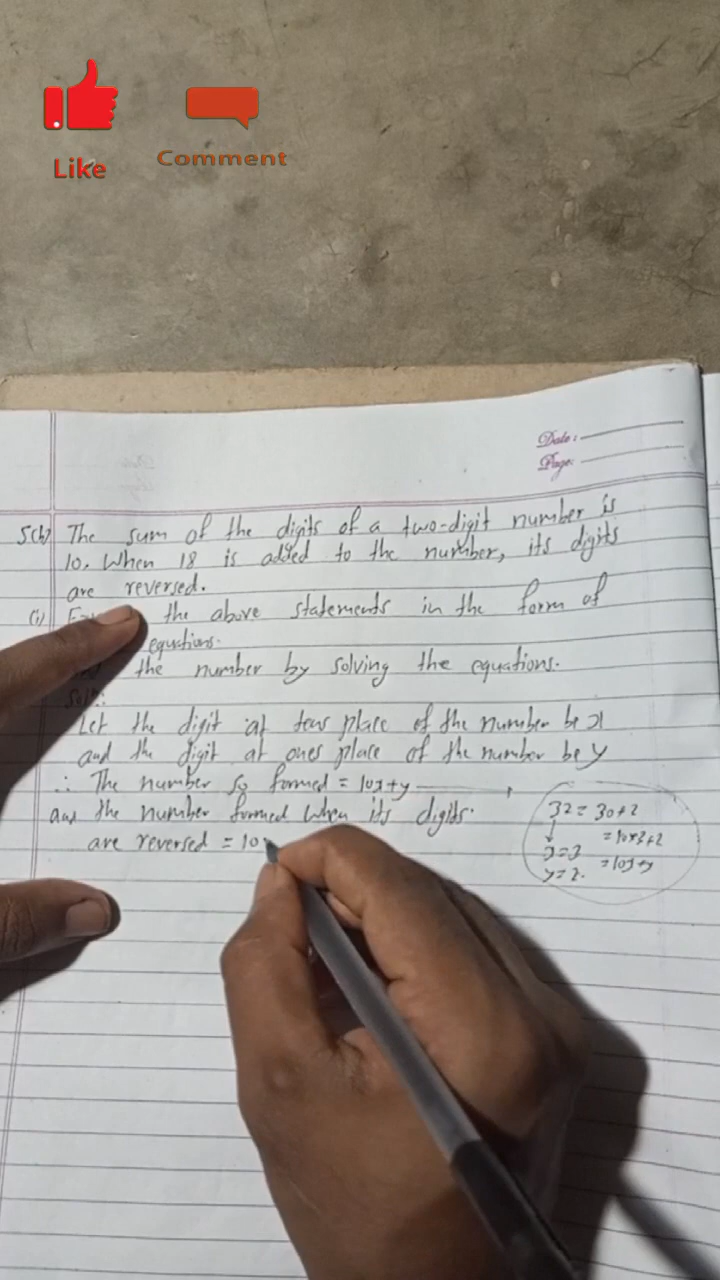 Like
Comment
Date:
Page:
5(b) The sum of the digits of a two-digit number is
10. When 18 is added to the number, its digits
are reversed.
(i) the above statements in the form of
equations.
the number by solving the equations.
Soln:
Let the digit at tens place of the number be x
and the digit at ones place of the number be y
∴ The number so formed = 10x+y
and the number formed when its digits
are reversed = 10
32 = 30+2
= 10×3+2
x=3 = 10x+y
y=2.